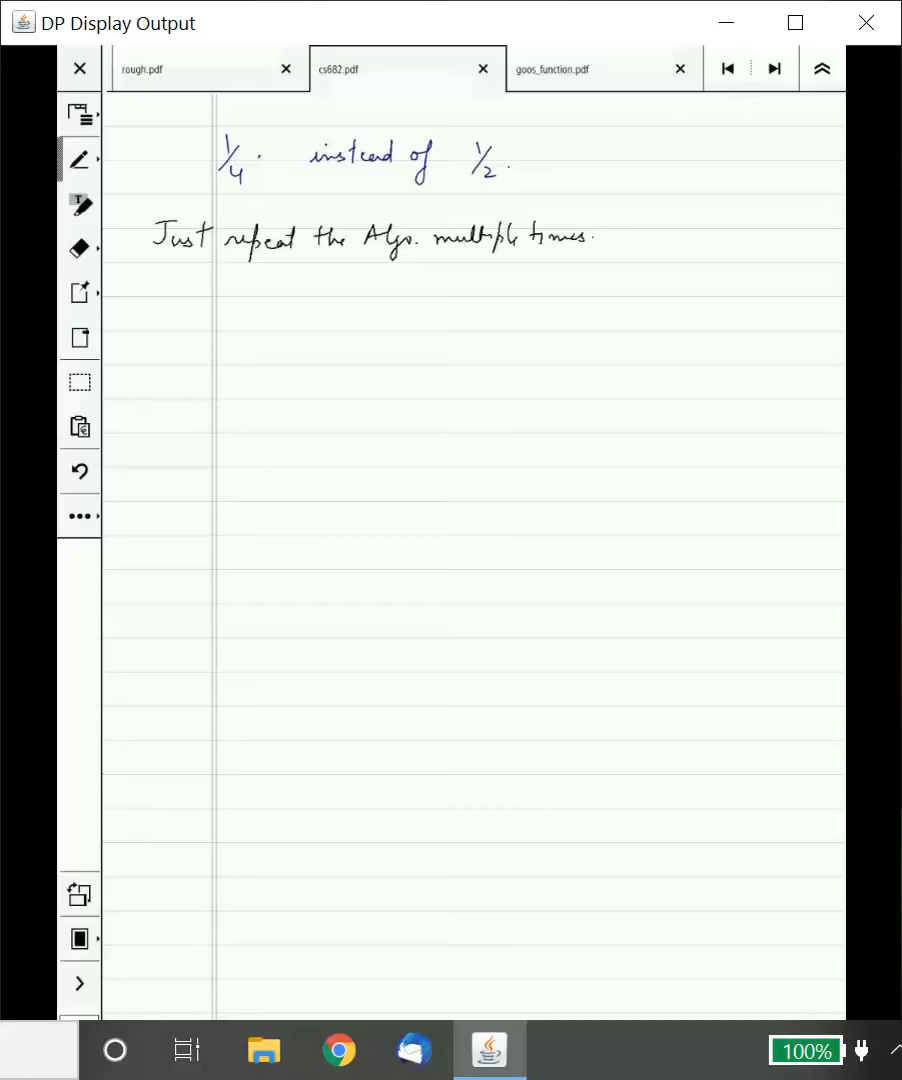 DP Display Output
rough.pdf
cs682.pdf
goos_function.pdf
1/4. instead of 1/2.
Just repeat the Algo. multiple times.
100%